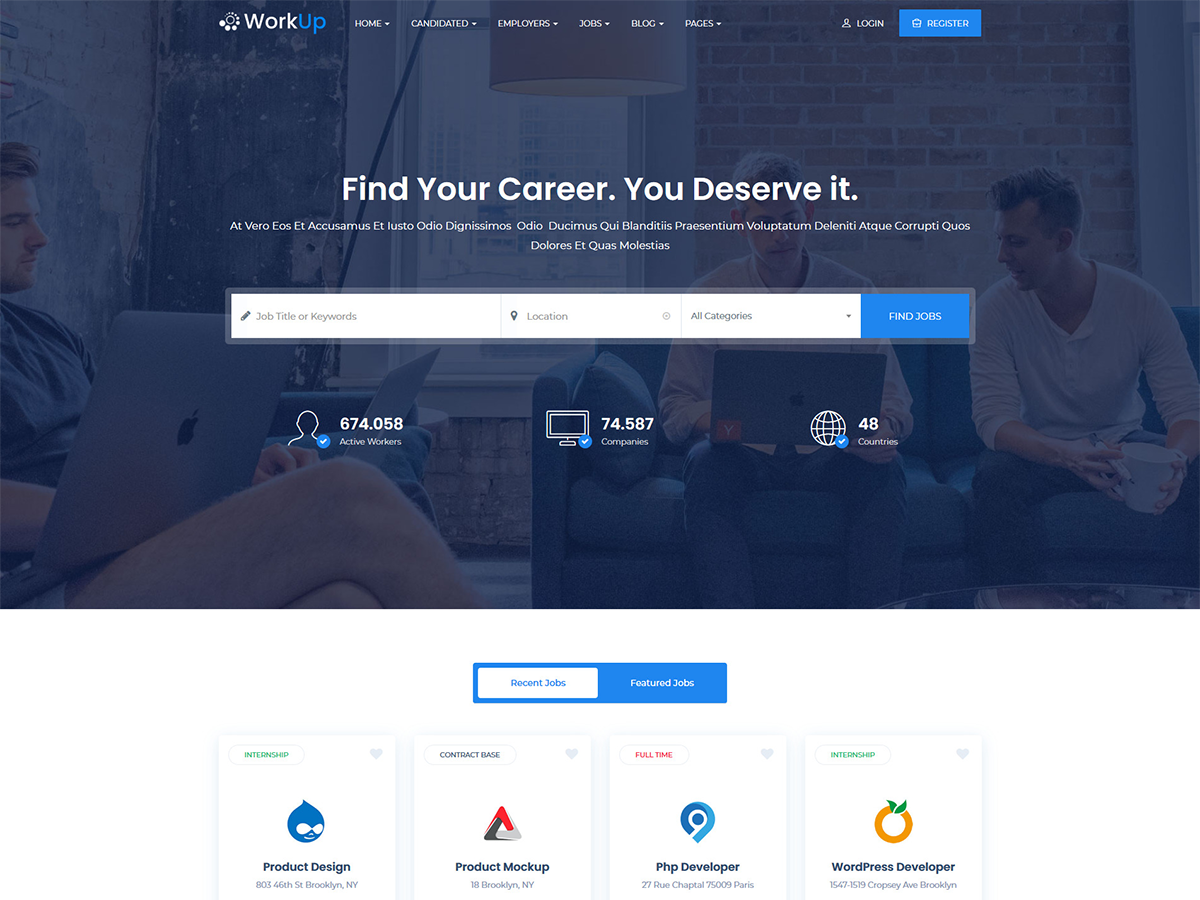 WorkUp
HOME
CANDIDATED
EMPLOYERS
JOBS
BLOG
PAGES
LOGIN
REGISTER
Find Your Career. You Deserve it.
At Vero Eos Et Accusamus Et Iusto Odio Dignissimos Odio Ducimus Qui Blanditiis Praesentium Voluptatum Deleniti Atque Corrupti Quos
Dolores Et Quas Molestias
Job Title or Keywords
Location
All Categories
FIND JOBS
674.058
Active Workers
74.587
Companies
48
Countries
Y
Recent Jobs
Featured Jobs
INTERNSHIP
CONTRACT BASE
FULL TIME
INTERNSHIP
Product Design
803 46th St Brooklyn, NY
Product Mockup
18 Brooklyn, NY
Php Developer
27 Rue Chaptal 75009 Paris
WordPress Developer
1547-1519 Cropsey Ave Brooklyn